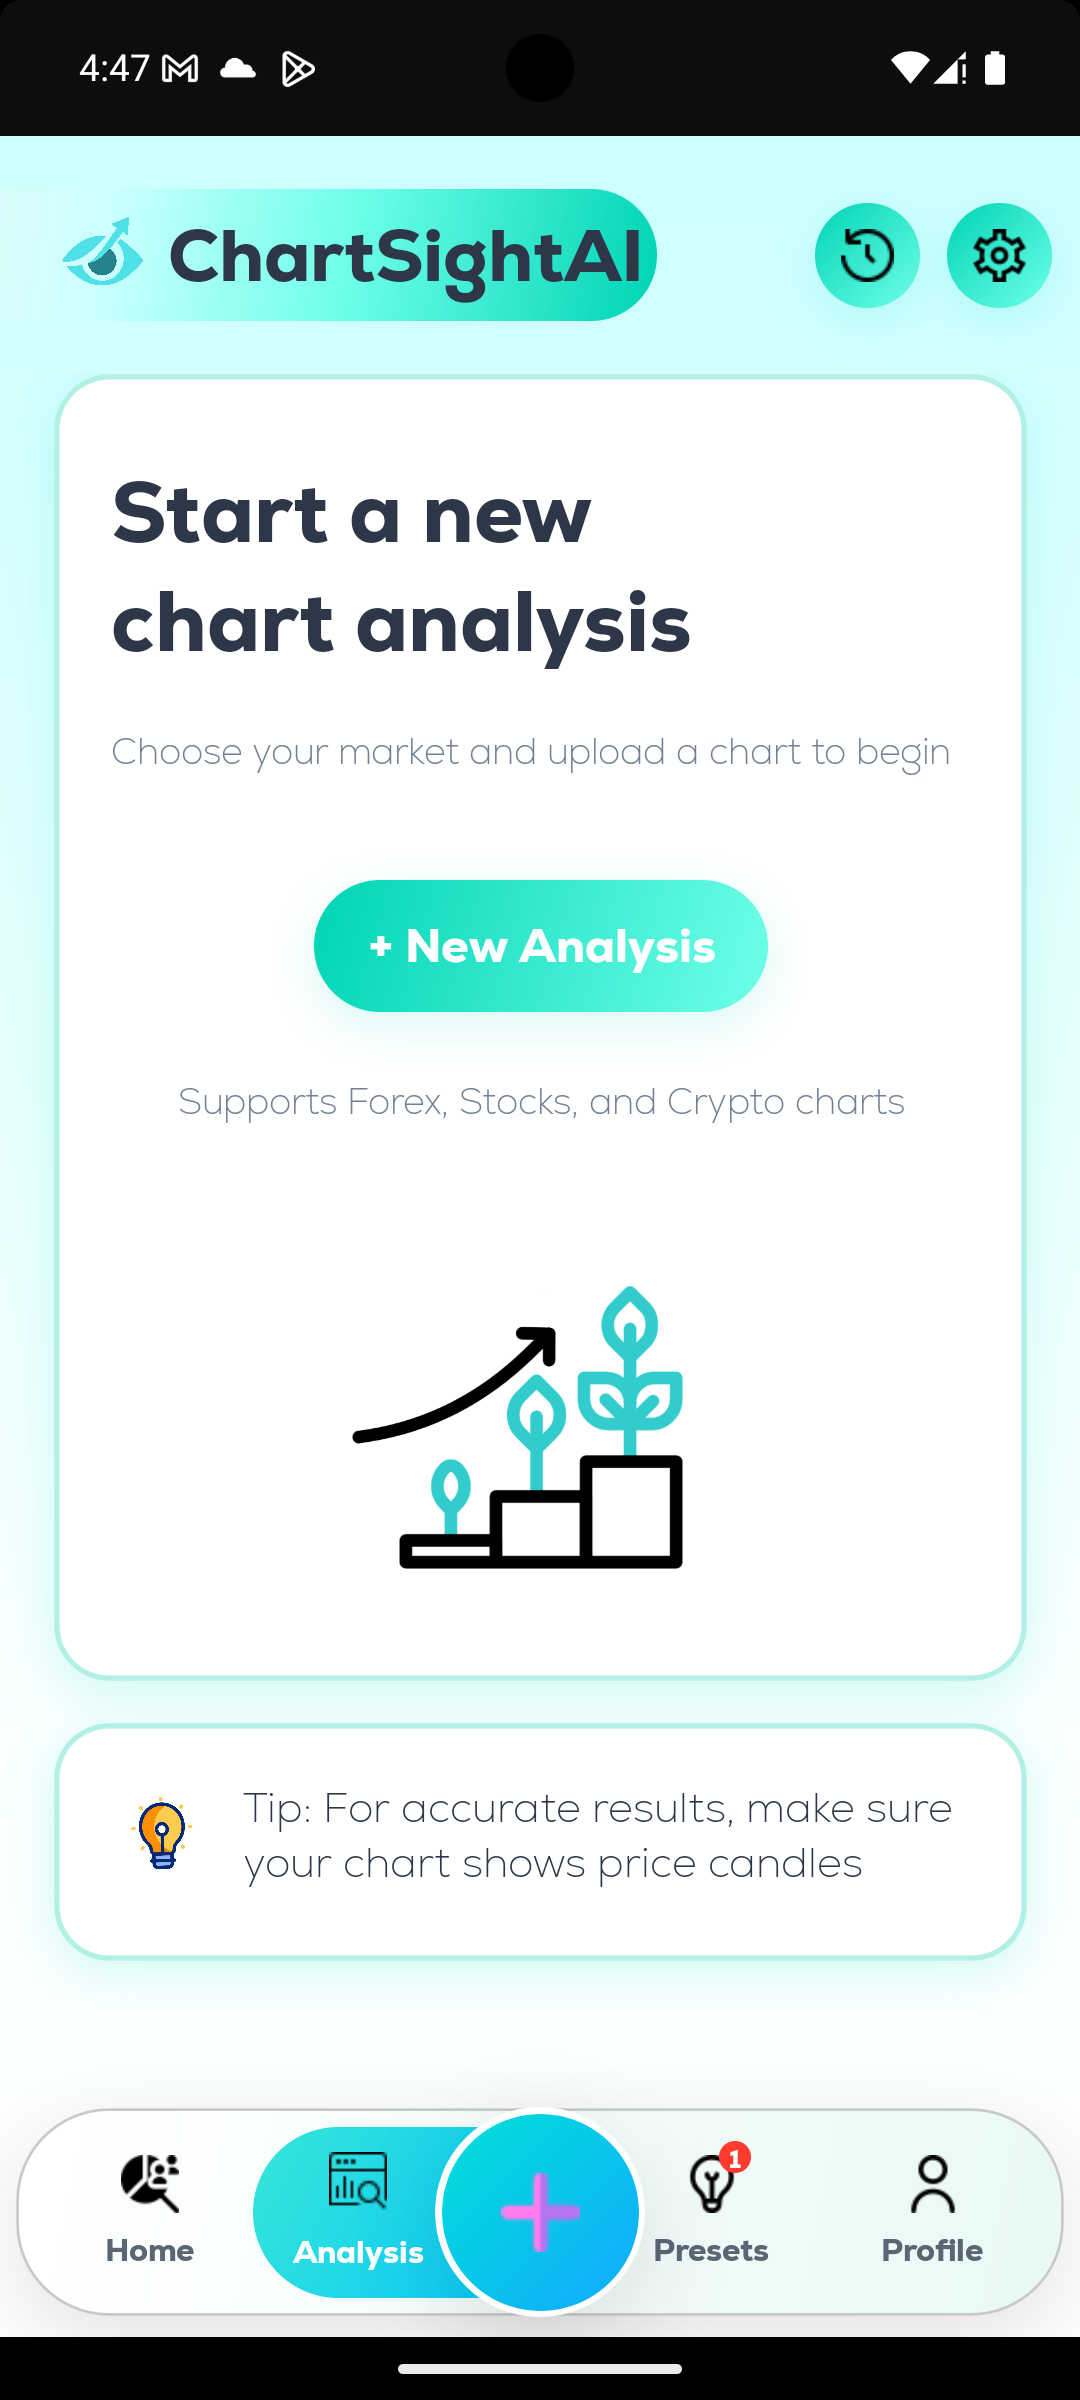 4:47
ChartSightAI
Start a new
chart analysis
Choose your market and upload a chart to begin
+ New Analysis
Supports Forex, Stocks, and Crypto charts
Tip: For accurate results, make sure
your chart shows price candles
1
Home
Analysis
Presets
Profile